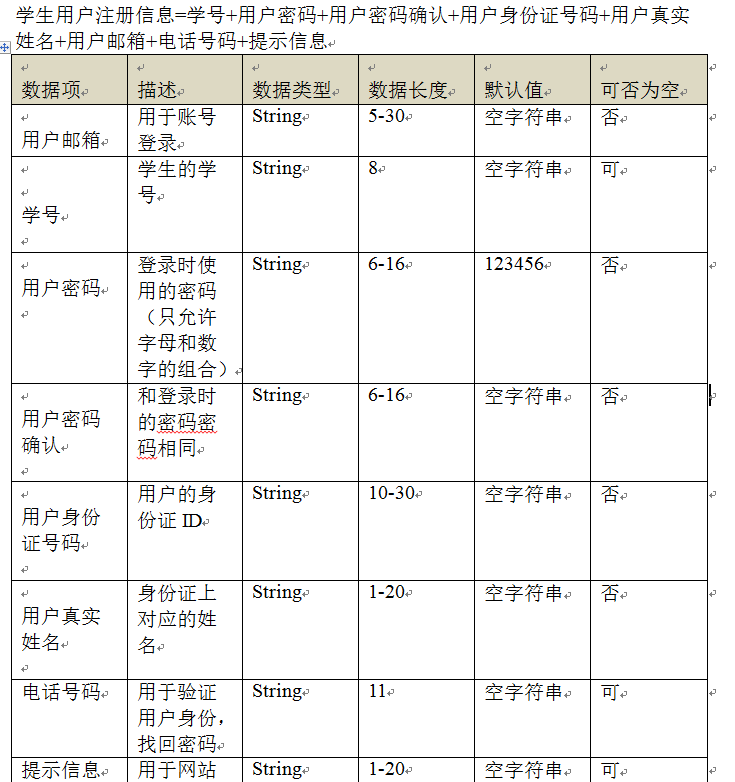 学生用户注册信息=学号+用户密码+用户密码确认+用户身份证号码+用户真实
姓名+用户邮箱+电话号码+提示信息
数据项 描述 数据类型 数据长度 默认值 可否为空
用户邮箱 用于账号 String 5-30 空字符串 否
登录
学号 学生的学 String 8 空字符串 可
号
用户密码 登录时使 String 6-16 123456 否
用的密码
（只允许
字母和数
字的组合）
用户密码 和登录时 String 6-16 空字符串 否
确认 的密码密
码相同
用户身份 用户的身 String 10-30 空字符串 否
证号码 份证 ID
用户真实 身份证上 String 1-20 空字符串 否
姓名 对应的姓
名
电话号码 用于验证 String 11 空字符串 可
用户身份，
找回密码
提示信息 用于网站 String 1-20 空字符串 可